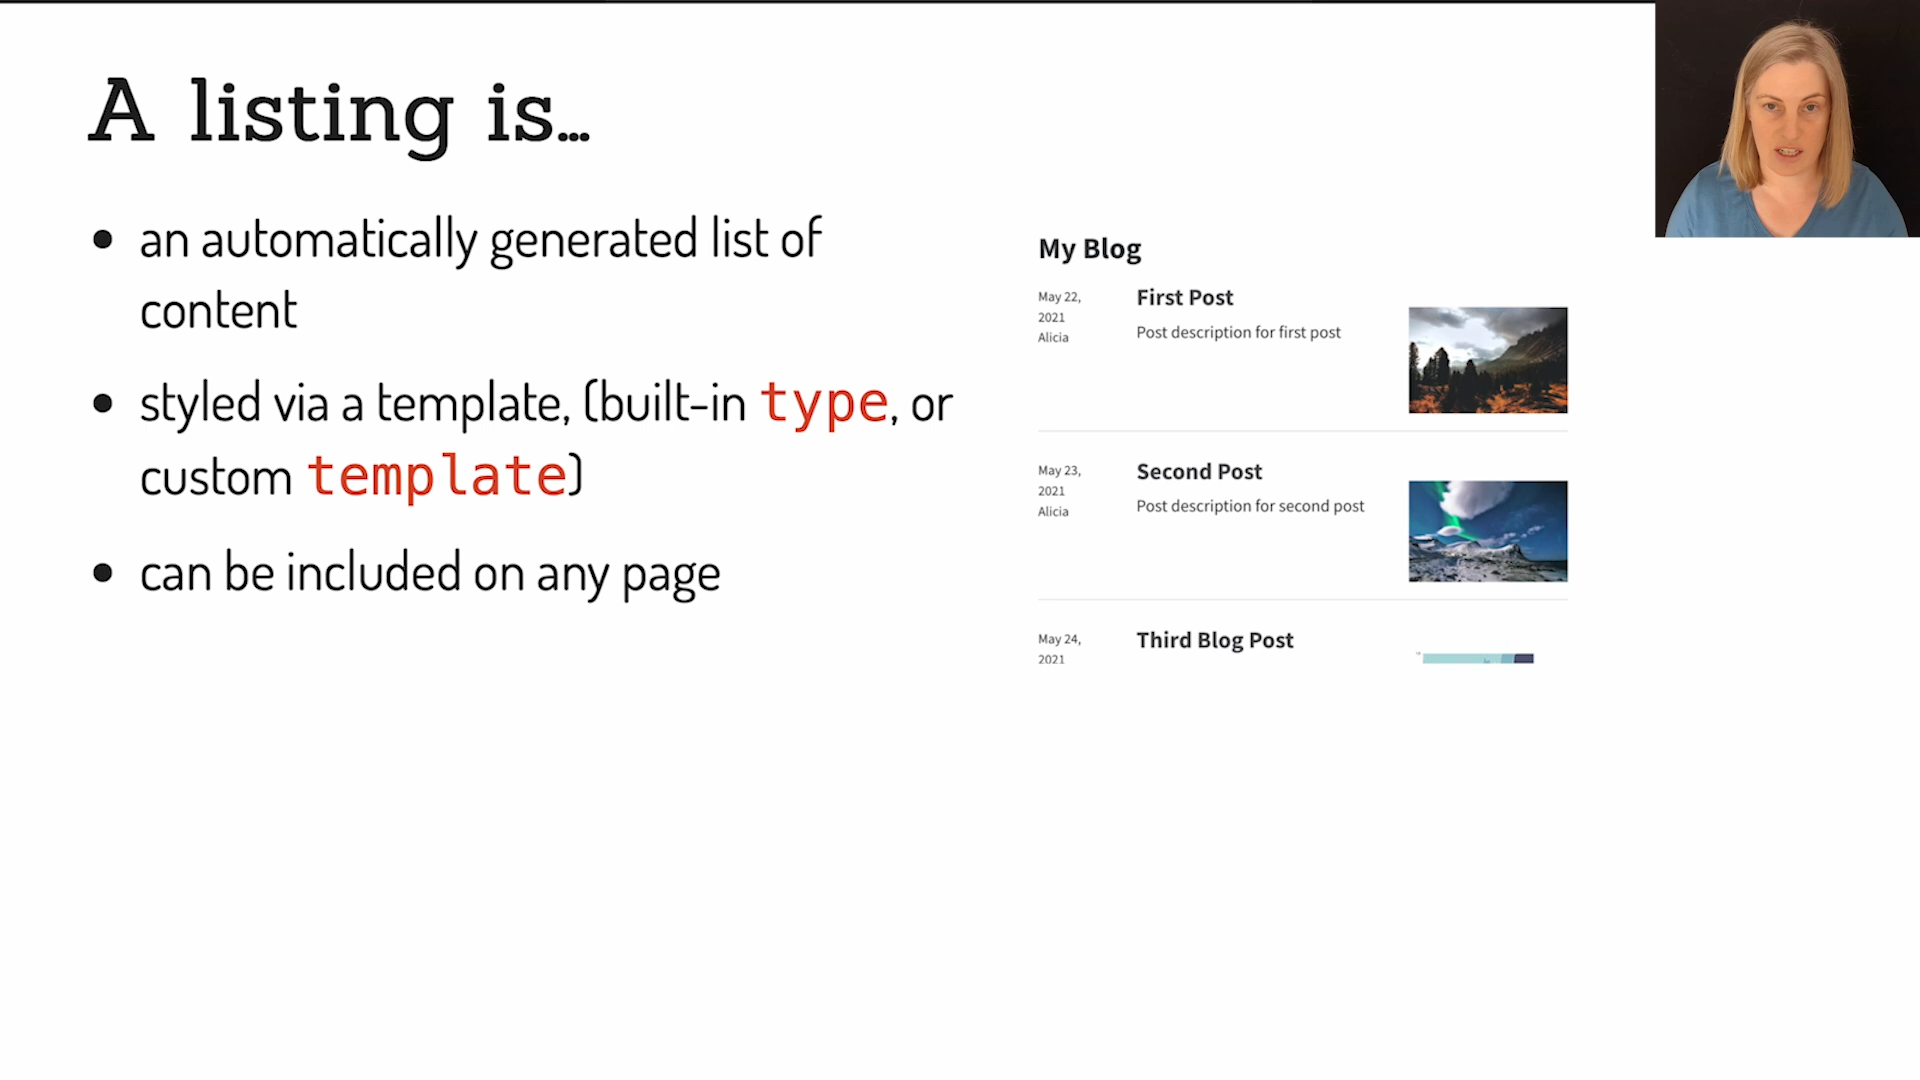 A listing is…
• an automatically generated list of
content
• styled via a template, (built-in type, or
custom template)
• can be included on any page
My Blog
May 22,
2021
Alicia
First Post
Post description for first post
May 23,
2021
Alicia
Second Post
Post description for second post
May 24,
2021
Third Blog Post